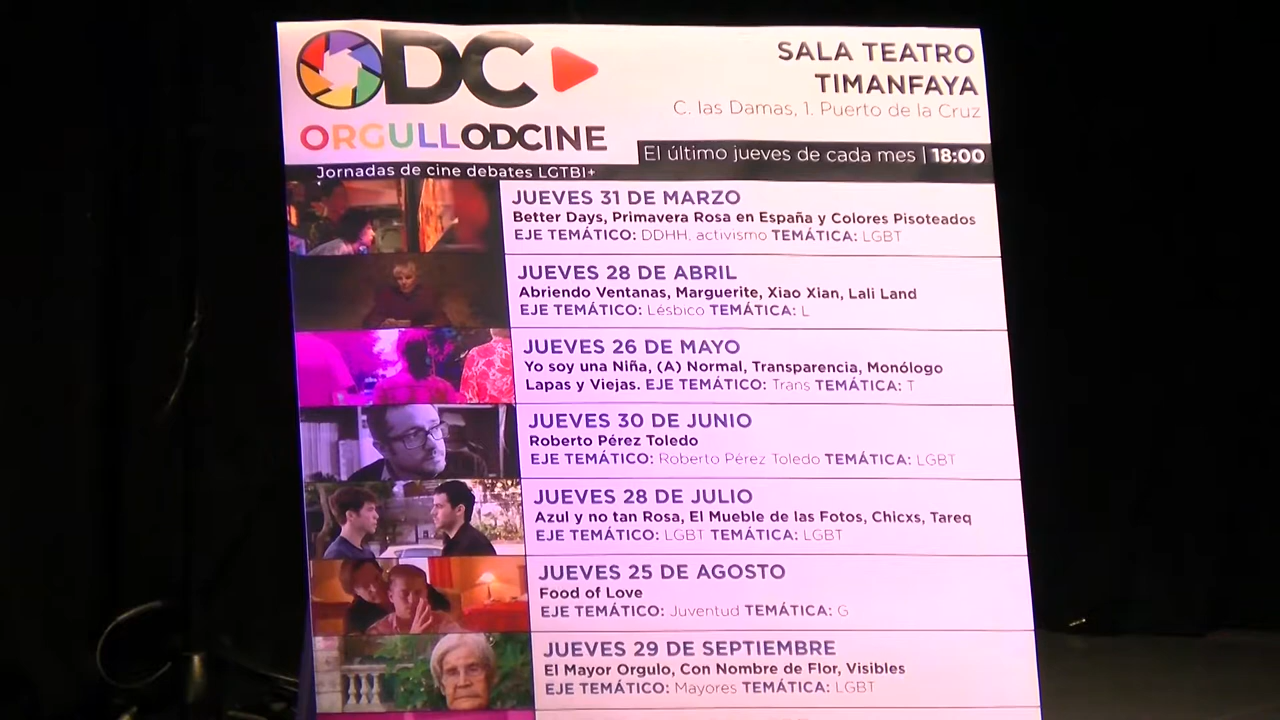 ODC
ORGULLODCINE
Jornadas de cine debates LGTBI+
SALA TEATRO
TIMANFAYA
C. las Damas, 1. Puerto de la Cruz
El último jueves de cada mes | 18:00
JUEVES 31 DE MARZO
Better Days, Primavera Rosa en España y Colores Pisoteados
EJE TEMÁTICO: DDHH, activismo TEMÁTICA: LGBT
JUEVES 28 DE ABRIL
Abriendo Ventanas, Marguerite, Xiao Xian, Lali Land
EJE TEMÁTICO: Lésbico TEMÁTICA: L
JUEVES 26 DE MAYO
Yo soy una Niña, (A) Normal, Transparencia, Monólogo
Lapas y Viejas. EJE TEMÁTICO: Trans TEMÁTICA: T
JUEVES 30 DE JUNIO
Roberto Pérez Toledo
EJE TEMÁTICO: Roberto Pérez Toledo TEMÁTICA: LGBT
JUEVES 28 DE JULIO
Azul y no tan Rosa, El Mueble de las Fotos, Chicxs, Tareq
EJE TEMÁTICO: LGBT TEMÁTICA: LGBT
JUEVES 25 DE AGOSTO
Food of Love
EJE TEMÁTICO: Juventud TEMÁTICA: G
JUEVES 29 DE SEPTIEMBRE
El Mayor Orgulo, Con Nombre de Flor, Visibles
EJE TEMÁTICO: Mayores TEMÁTICA: LGBT